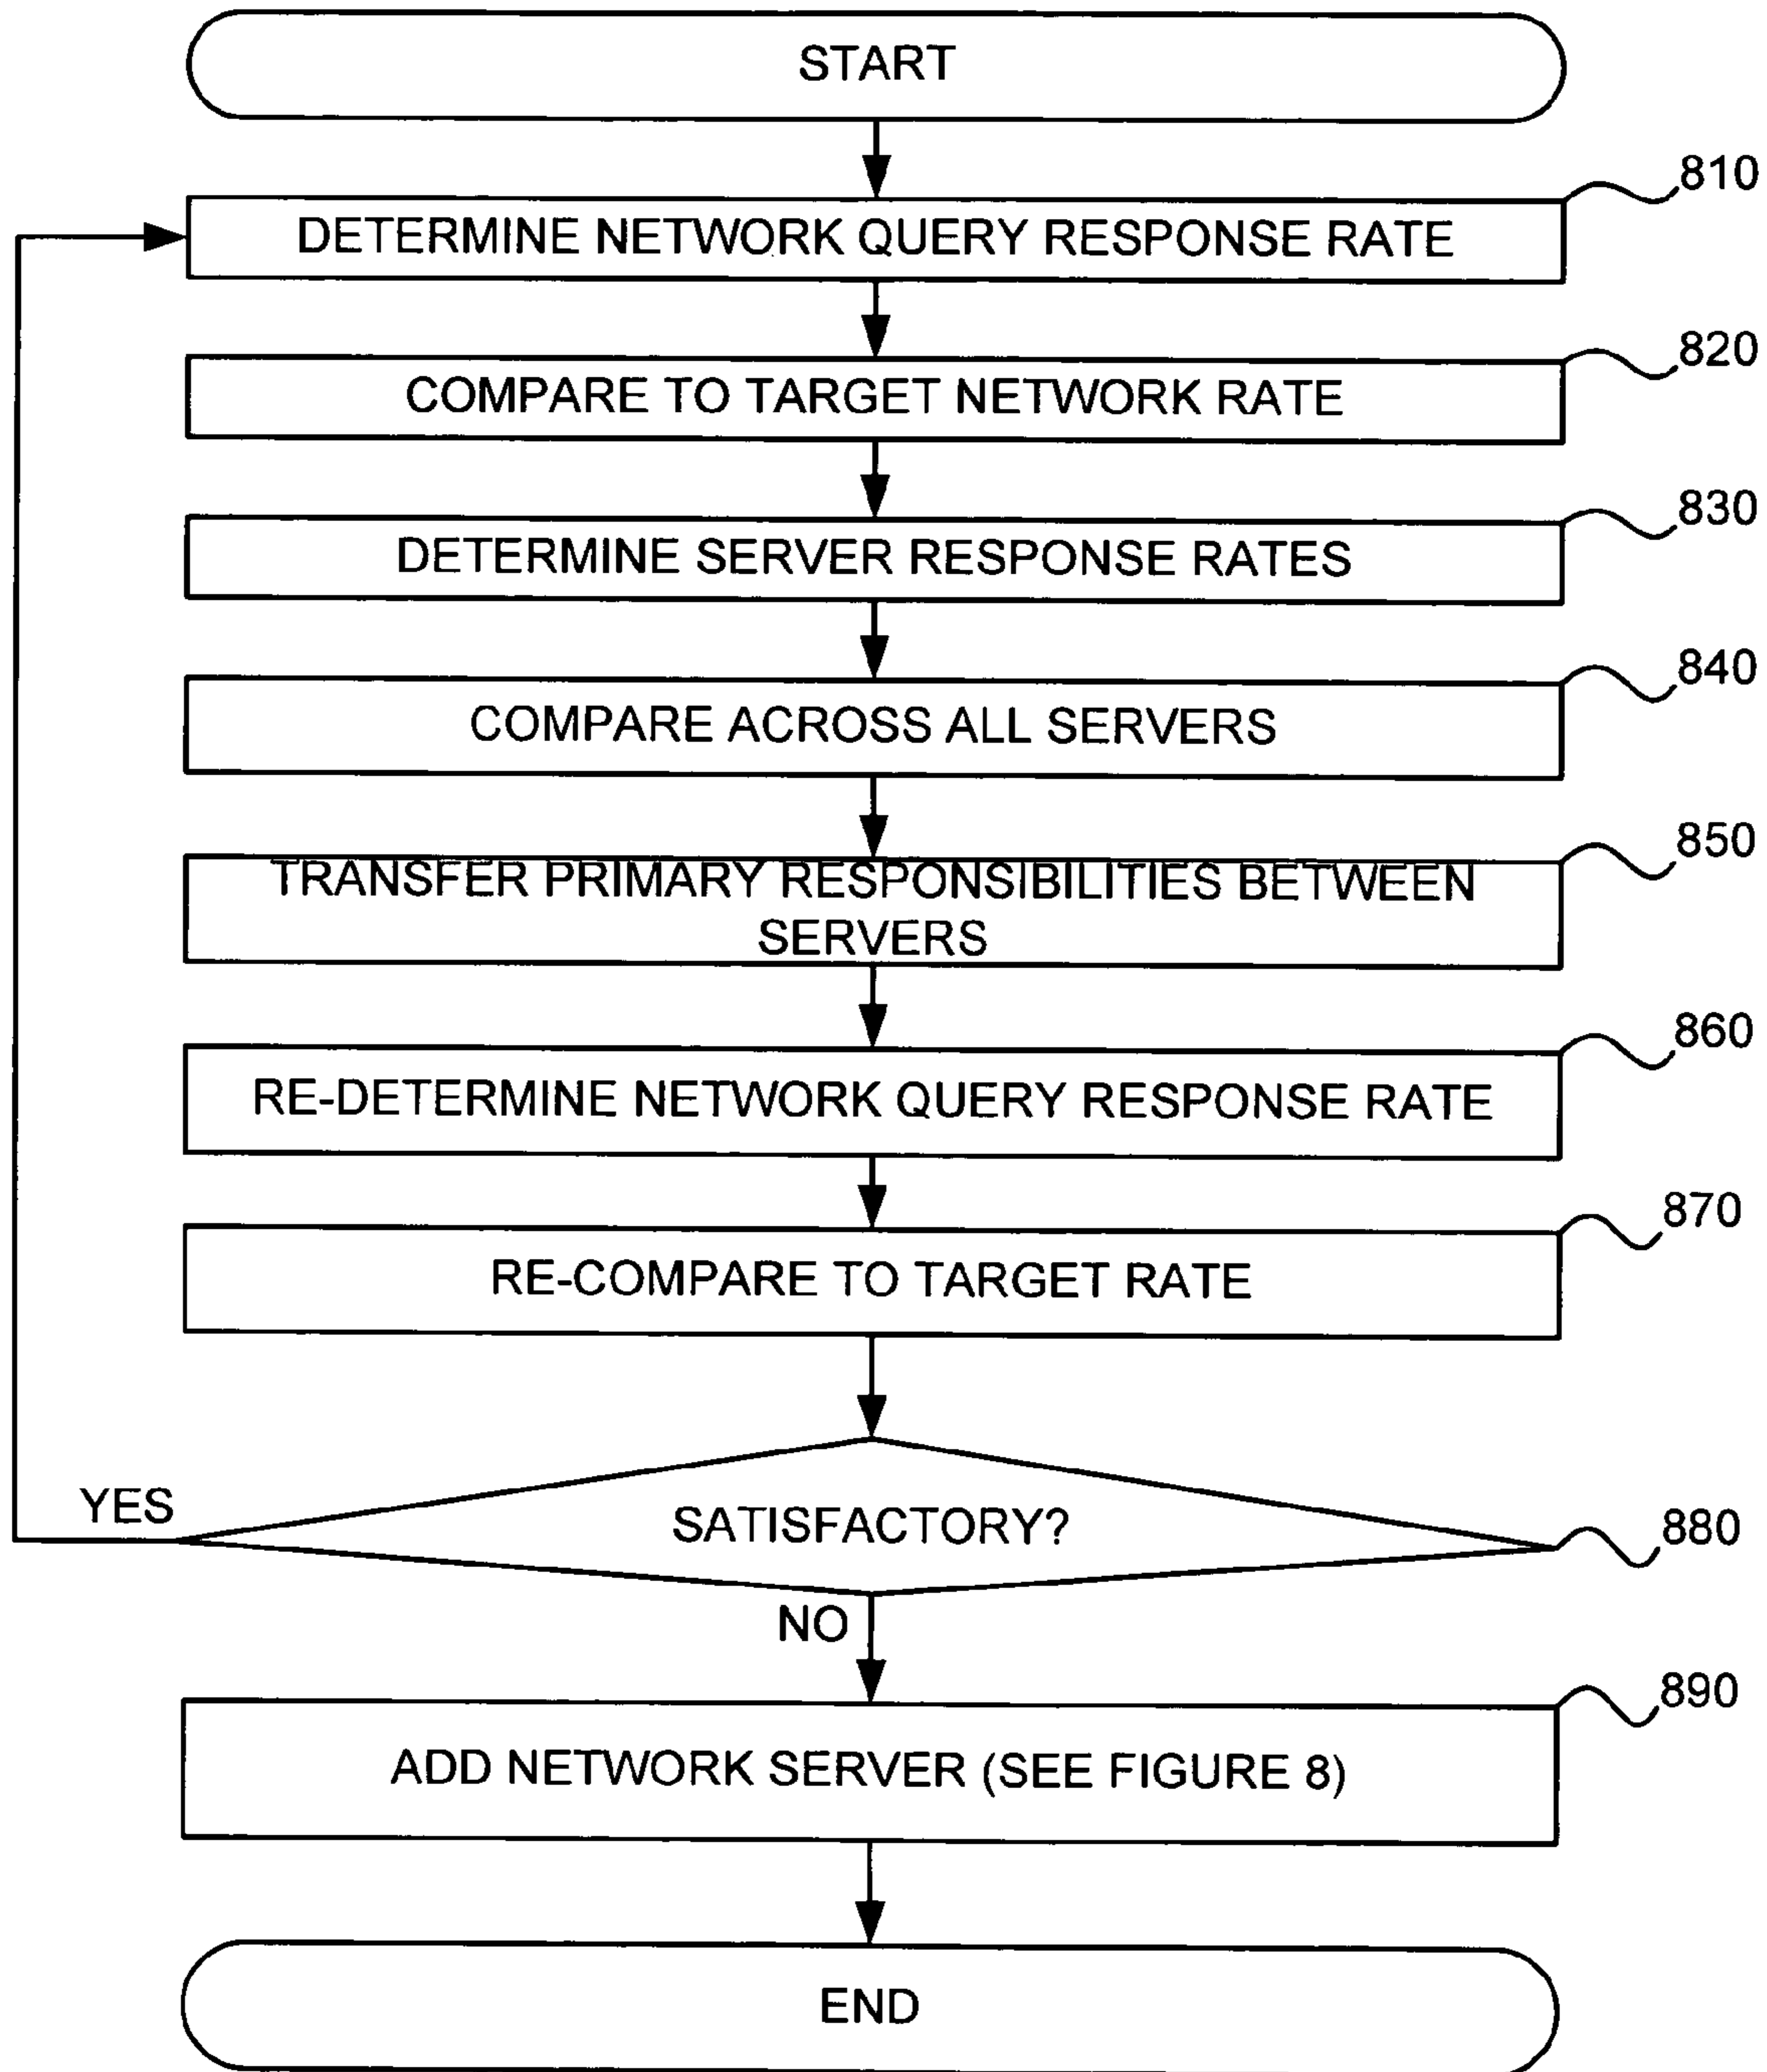 START
810
DETERMINE NETWORK QUERY RESPONSE RATE
820
COMPARE TO TARGET NETWORK RATE
830
DETERMINE SERVER RESPONSE RATES
840
COMPARE ACROSS ALL SERVERS
850
TRANSFER PRIMARY RESPONSIBILITIES BETWEEN
SERVERS
860
RE-DETERMINE NETWORK QUERY RESPONSE RATE
870
RE-COMPARE TO TARGET RATE
YES
SATISFACTORY?
880
NO
890
ADD NETWORK SERVER (SEE FIGURE 8)
END